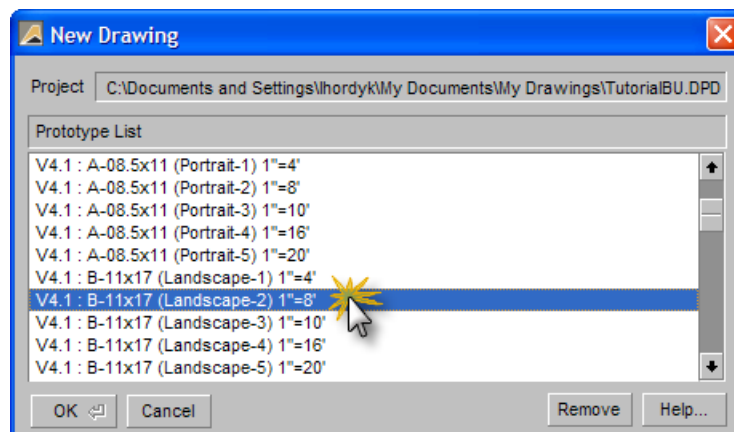 New Drawing
Project C:\Documents and Settings\lhordyk\My Documents\My Drawings\TutorialBU.DPD
Prototype List
V4.1 : A-08.5x11 (Portrait-1) 1"=4'
V4.1 : A-08.5x11 (Portrait-2) 1"=8'
V4.1 : A-08.5x11 (Portrait-3) 1"=10'
V4.1 : A-08.5x11 (Portrait-4) 1"=16'
V4.1 : A-08.5x11 (Portrait-5) 1"=20'
V4.1 : B-11x17 (Landscape-1) 1"=4'
V4.1 : B-11x17 (Landscape-2) 1"=8'
V4.1 : B-11x17 (Landscape-3) 1"=10'
V4.1 : B-11x17 (Landscape-4) 1"=16'
V4.1 : B-11x17 (Landscape-5) 1"=20'
OK Cancel Remove Help...